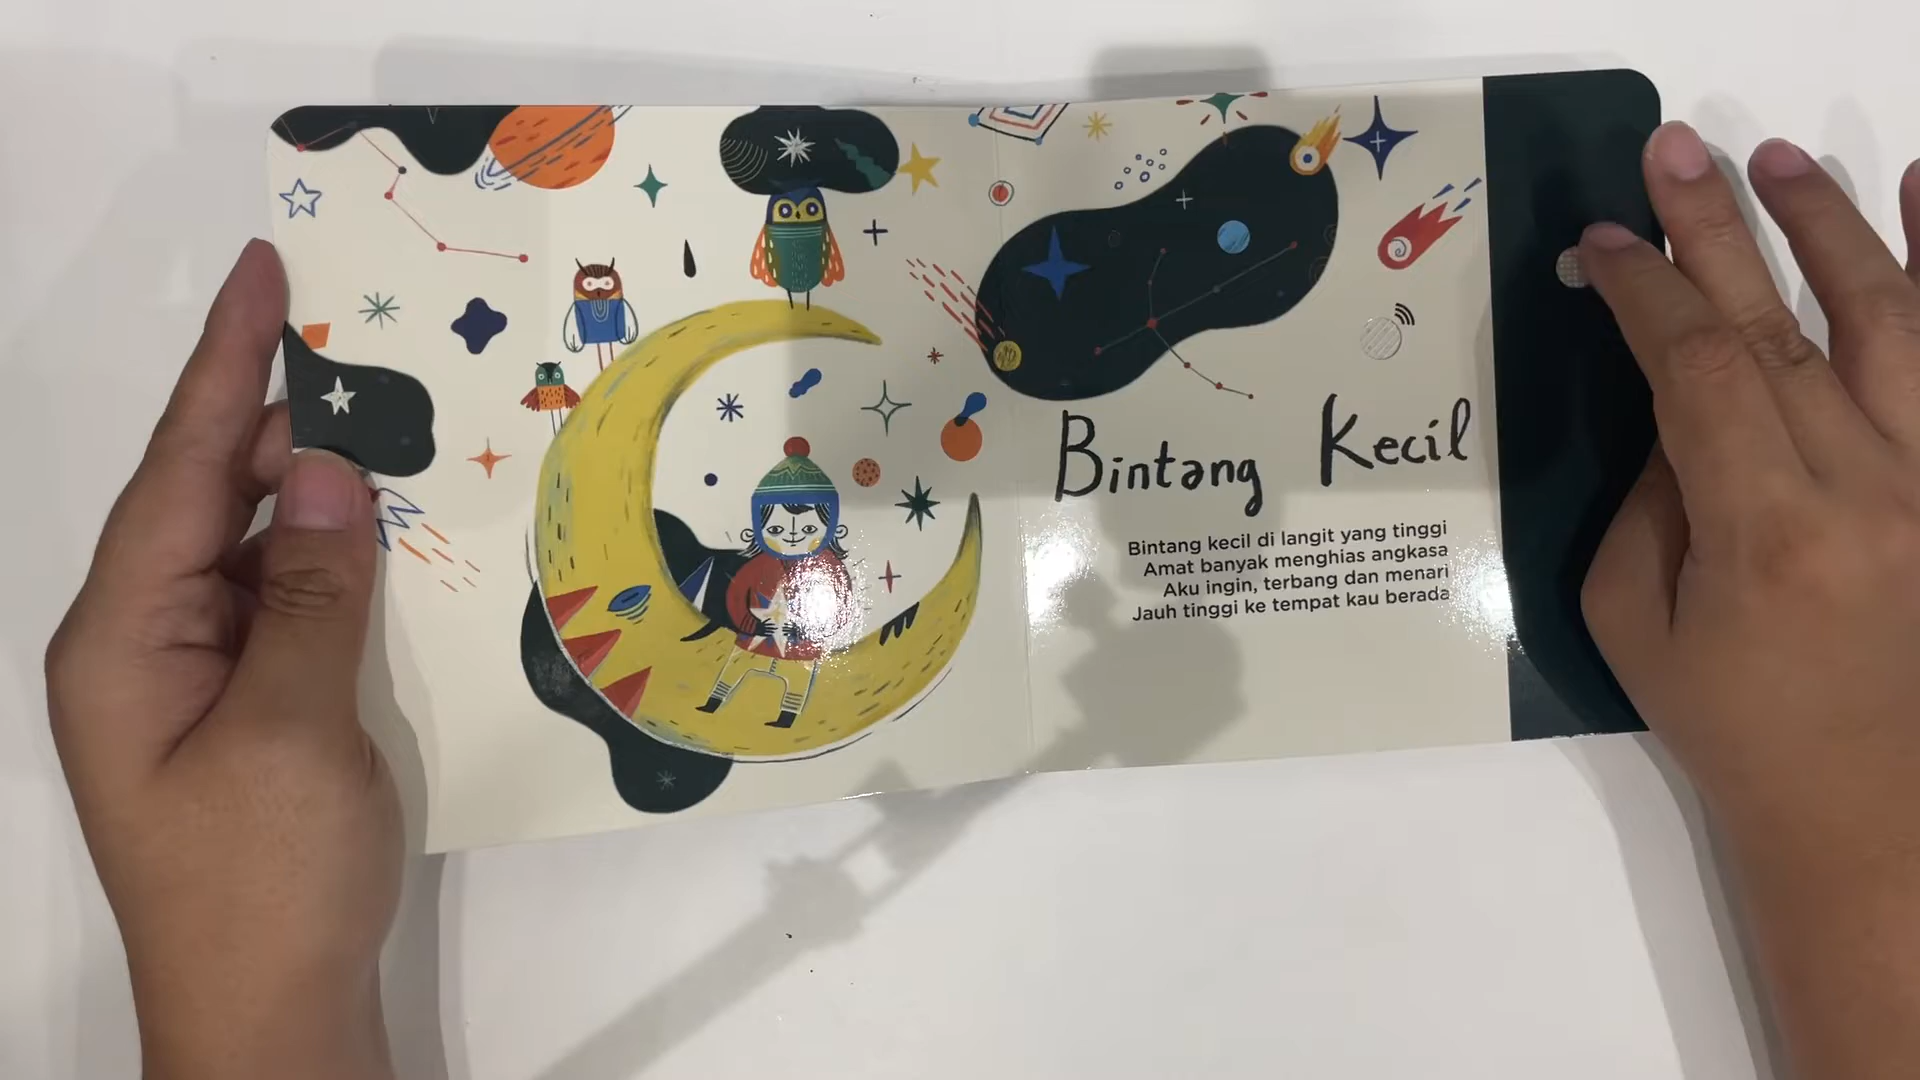 Bintang Kecil
Bintang kecil di langit yang tinggi
Amat banyak menghias angkasa
Aku ingin, terbang dan menari
Jauh tinggi ke tempat kau berada